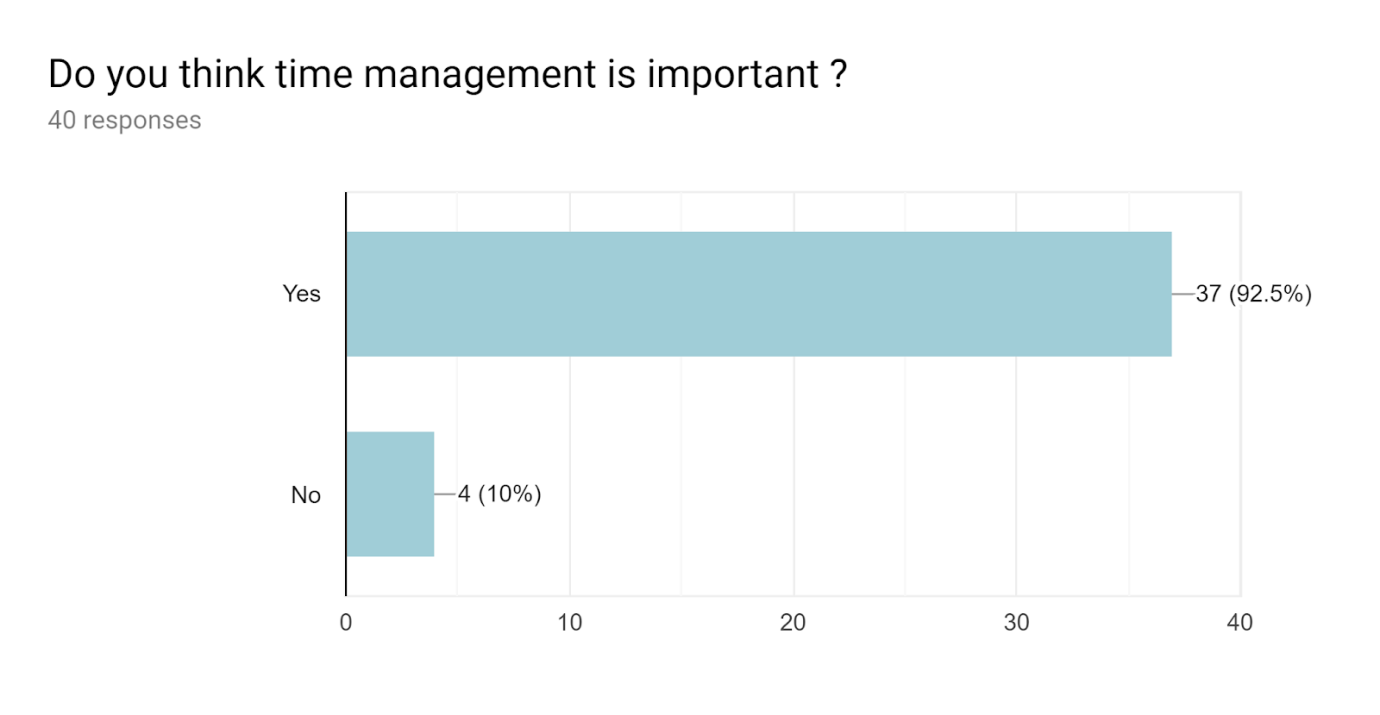 Do you think time management is important ?
40 responses
Yes
37 (92.5%)
No
4 (10%)
0 10 20 30 40